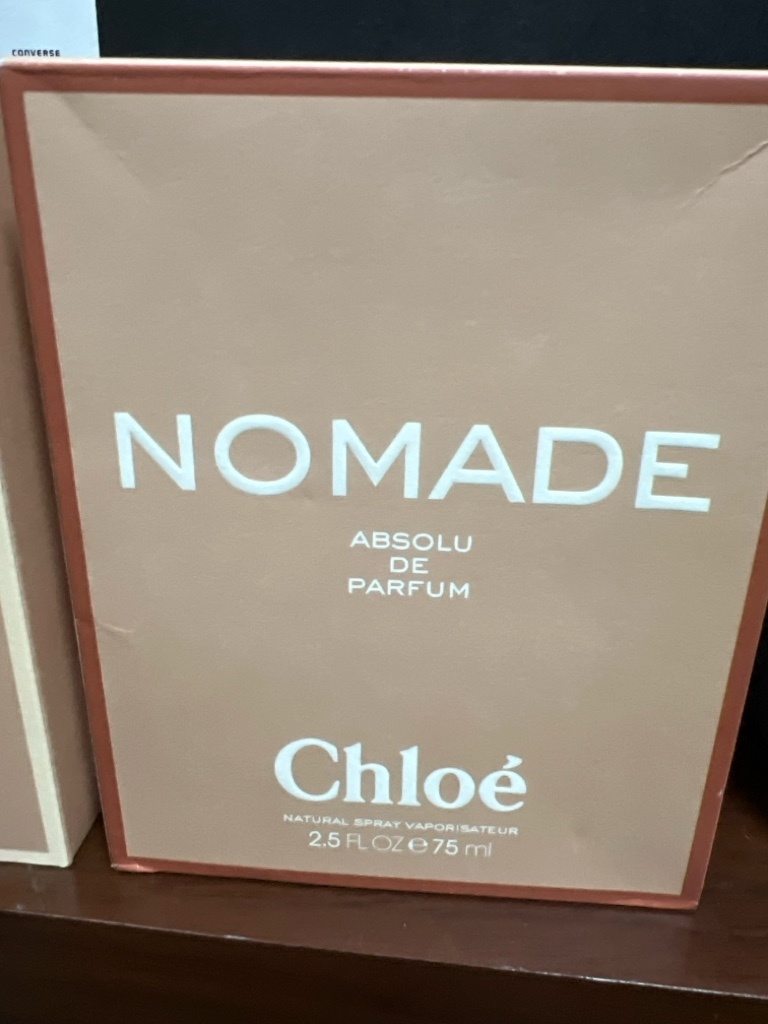 CONVERSE
NOMADE
ABSOLU
DE
PARFUM
Chloé
NATURAL SPRAY VAPORISATEUR
2.5 FL OZ ℮ 75 ml